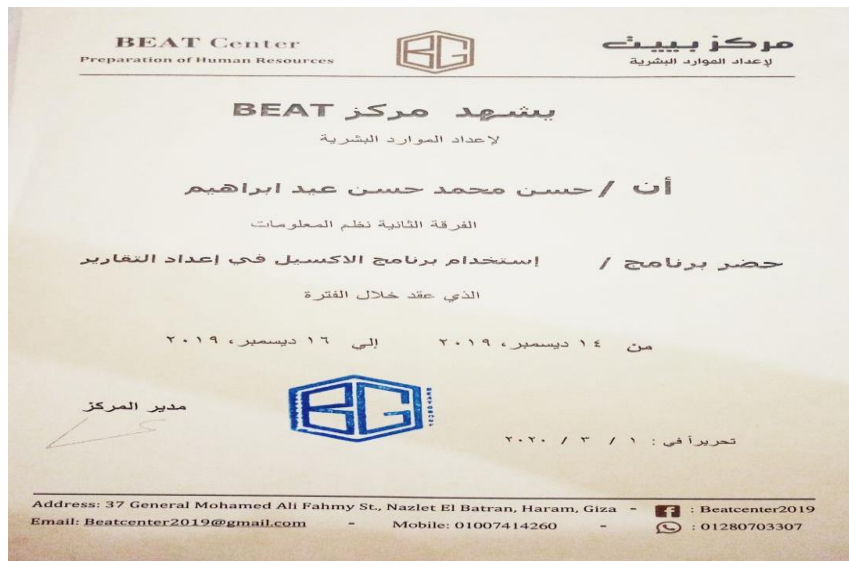 BEAT Center
Preparation of Human Resources
BG
مركز بييت
لإعداد الموارد البشرية
يشهد مركز BEAT
لإعداد الموارد البشرية
أن / حسن محمد حسن عيد ابراهيم
الفرقة الثانية نظم المعلومات
حضر برنامج / إستخدام برنامج الاكسيل في إعداد التقارير
الذي عقد خلال الفترة
من ١٤ ديسمبر، ٢٠١٩ إلي ١٦ ديسمبر، ٢٠١٩
مدير المركز
BG
تحريراً في : ١ / ٣ / ٢٠٢٠
Address: 37 General Mohamed Ali Fahmy St., Nazlet El Batran, Haram, Giza - : Beatcenter2019
Email: Beatcenter2019@gmail.com - Mobile: 01007414260 - : 01280703307